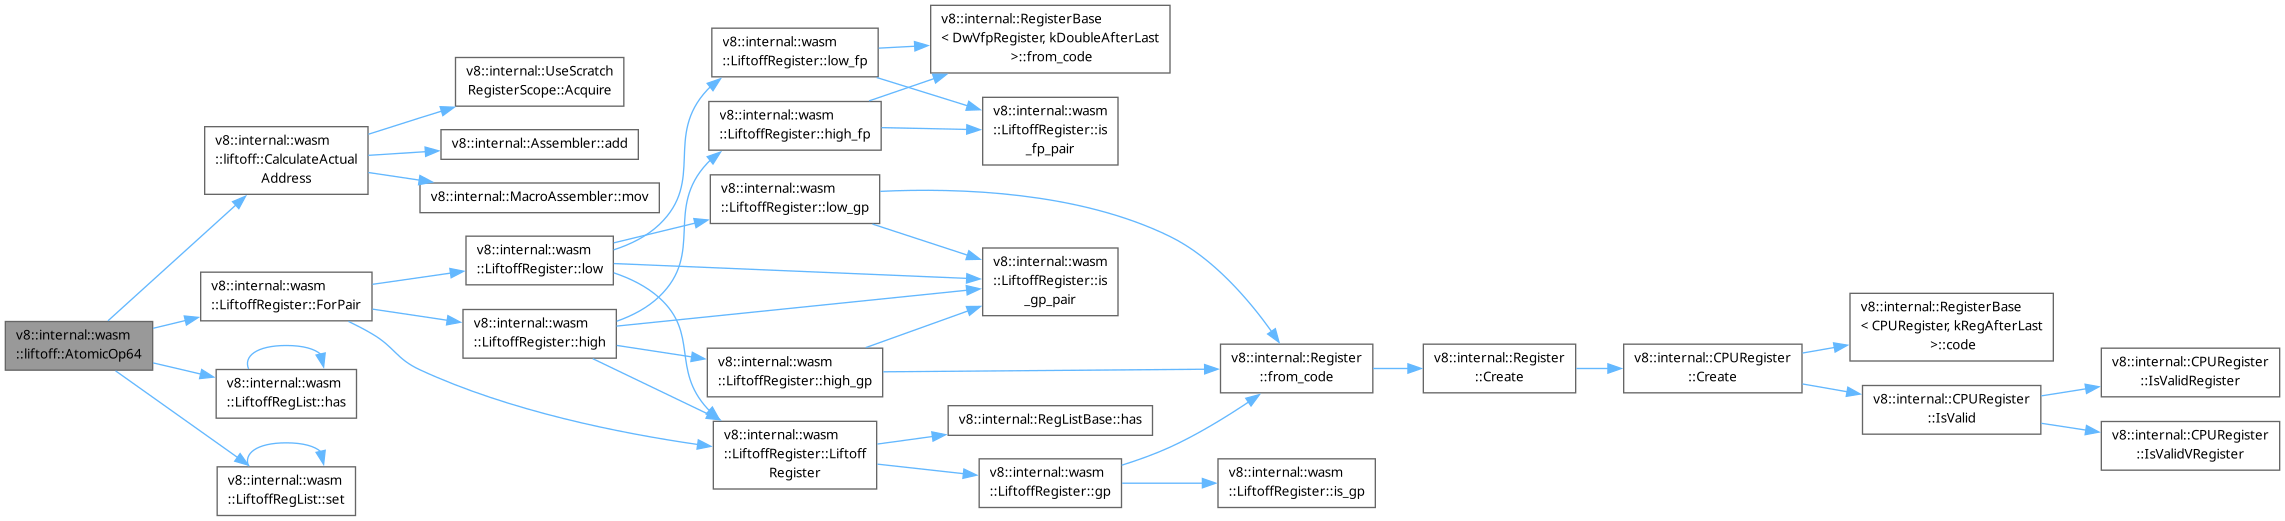 v8::internal::wasm
::liftoff::AtomicOp64
v8::internal::wasm
::liftoff::CalculateActual
Address
v8::internal::UseScratch
RegisterScope::Acquire
v8::internal::Assembler::add
v8::internal::MacroAssembler::mov
v8::internal::wasm
::LiftoffRegister::ForPair
v8::internal::wasm
::LiftoffRegister::low
v8::internal::wasm
::LiftoffRegister::high
v8::internal::wasm
::LiftoffRegList::has
v8::internal::wasm
::LiftoffRegList::set
v8::internal::wasm
::LiftoffRegister::low_fp
v8::internal::wasm
::LiftoffRegister::high_fp
v8::internal::wasm
::LiftoffRegister::low_gp
v8::internal::wasm
::LiftoffRegister::high_gp
v8::internal::wasm
::LiftoffRegister::Liftoff
Register
v8::internal::RegisterBase
< DwVfpRegister, kDoubleAfterLast
>::from_code
v8::internal::wasm
::LiftoffRegister::is
_fp_pair
v8::internal::wasm
::LiftoffRegister::is
_gp_pair
v8::internal::RegListBase::has
v8::internal::wasm
::LiftoffRegister::gp
v8::internal::Register
::from_code
v8::internal::wasm
::LiftoffRegister::is_gp
v8::internal::Register
::Create
v8::internal::CPURegister
::Create
v8::internal::RegisterBase
< CPURegister, kRegAfterLast
>::code
v8::internal::CPURegister
::IsValid
v8::internal::CPURegister
::IsValidRegister
v8::internal::CPURegister
::IsValidVRegister